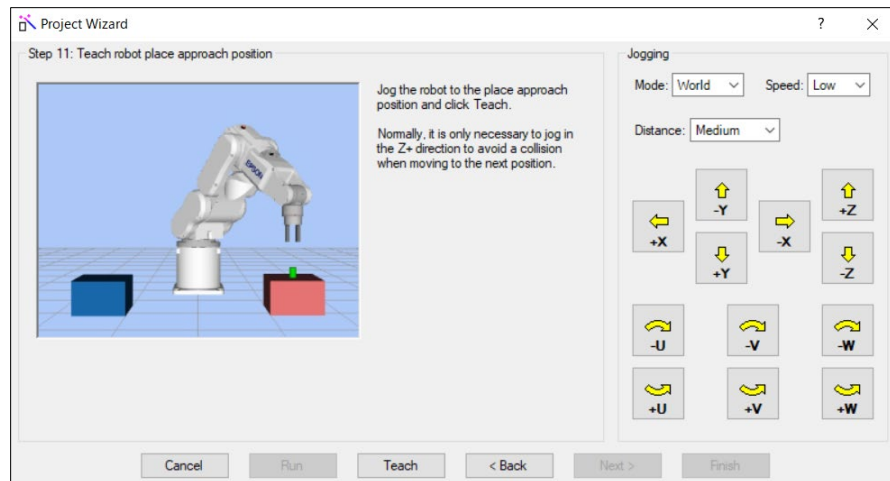 Project Wizard
?
Step 11: Teach robot place approach position
Jog the robot to the place approach
position and click Teach.
Normally, it is only necessary to jog in
the Z+ direction to avoid a collision
when moving to the next position.
EPSON
Jogging
Mode: World Speed: Low
Distance: Medium
-Y +Z
+X -X
+Y -Z
-U -V -W
+U +V +W
Cancel Run Teach < Back Next > Finish